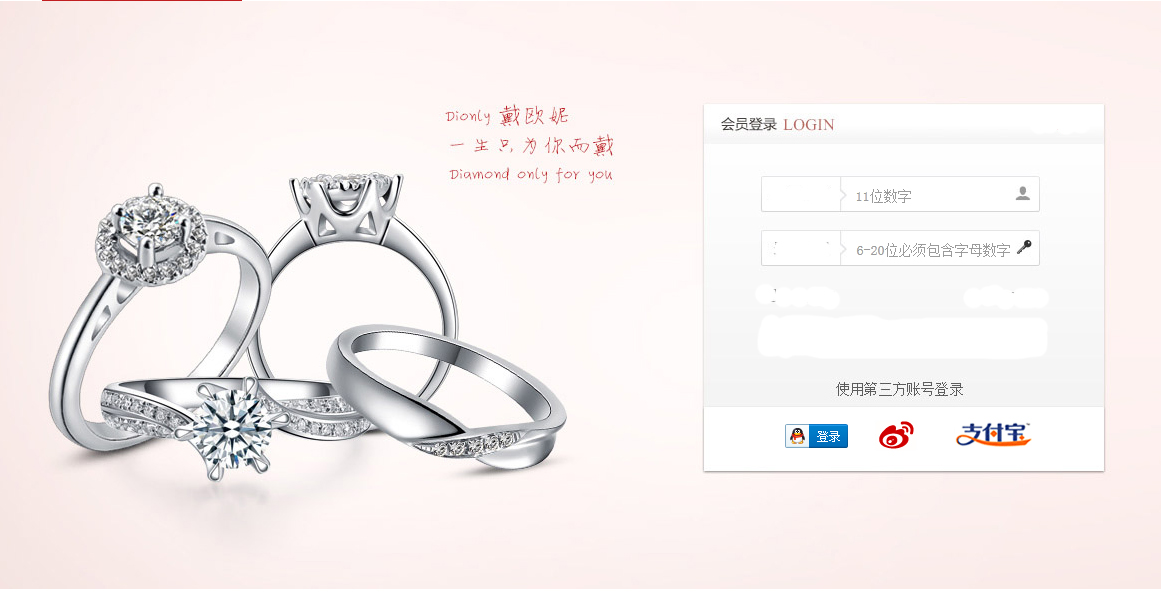 Dionly 戴欧妮
一生只为你而戴
Diamond only for you
会员登录 LOGIN
11位数字
6-20位必须包含字母数字
使用第三方账号登录
登录
支付宝